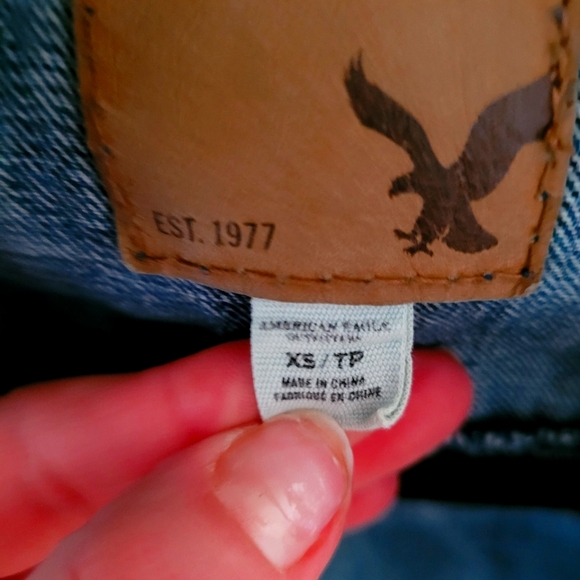 EST. 1977
AMERICAN EAGLE
OUTFITTERS
XS/TP
MADE IN CHINA
FABRIQUÉ EN CHINE